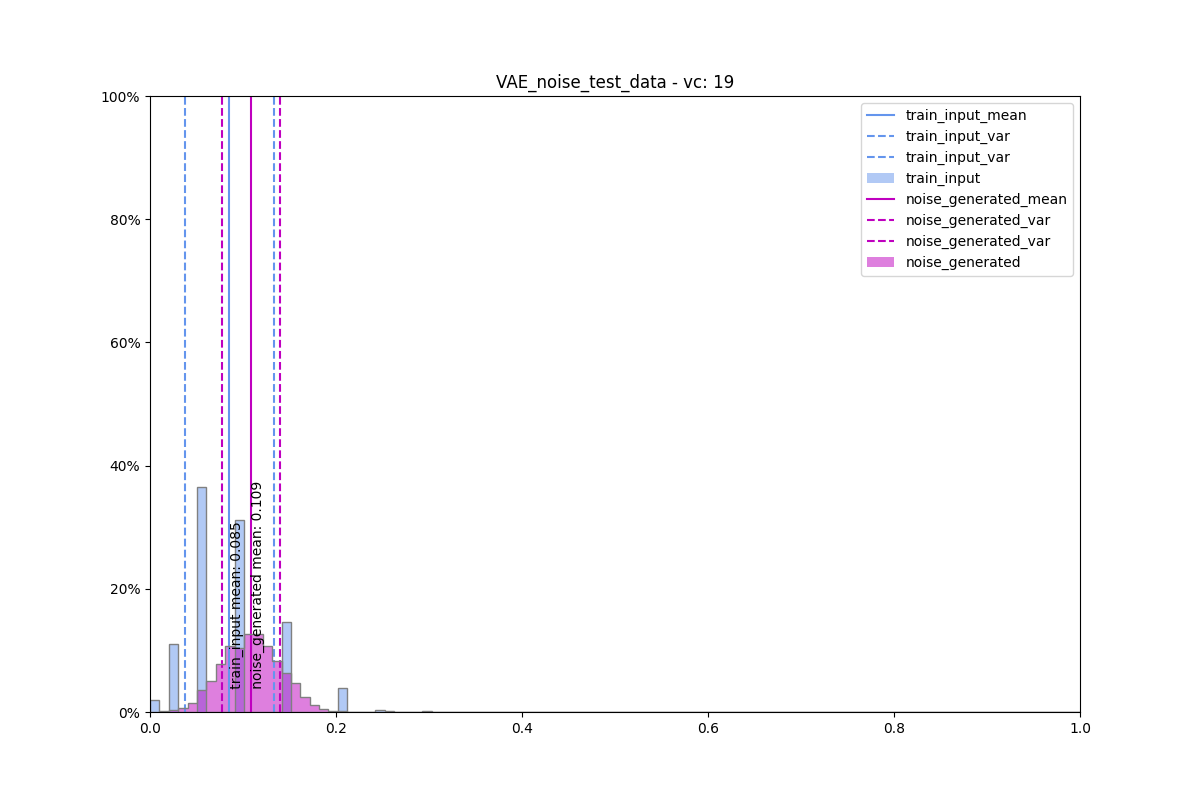 VAE_noise_test_data - vc: 19
100%
80%
60%
40%
20%
0%
0.0
0.2
0.4
0.6
0.8
1.0
train_input_mean
train_input_var
train_input_var
train_input
noise_generated_mean
noise_generated_var
noise_generated_var
noise_generated
train_input mean: 0.085
noise_generated mean: 0.109